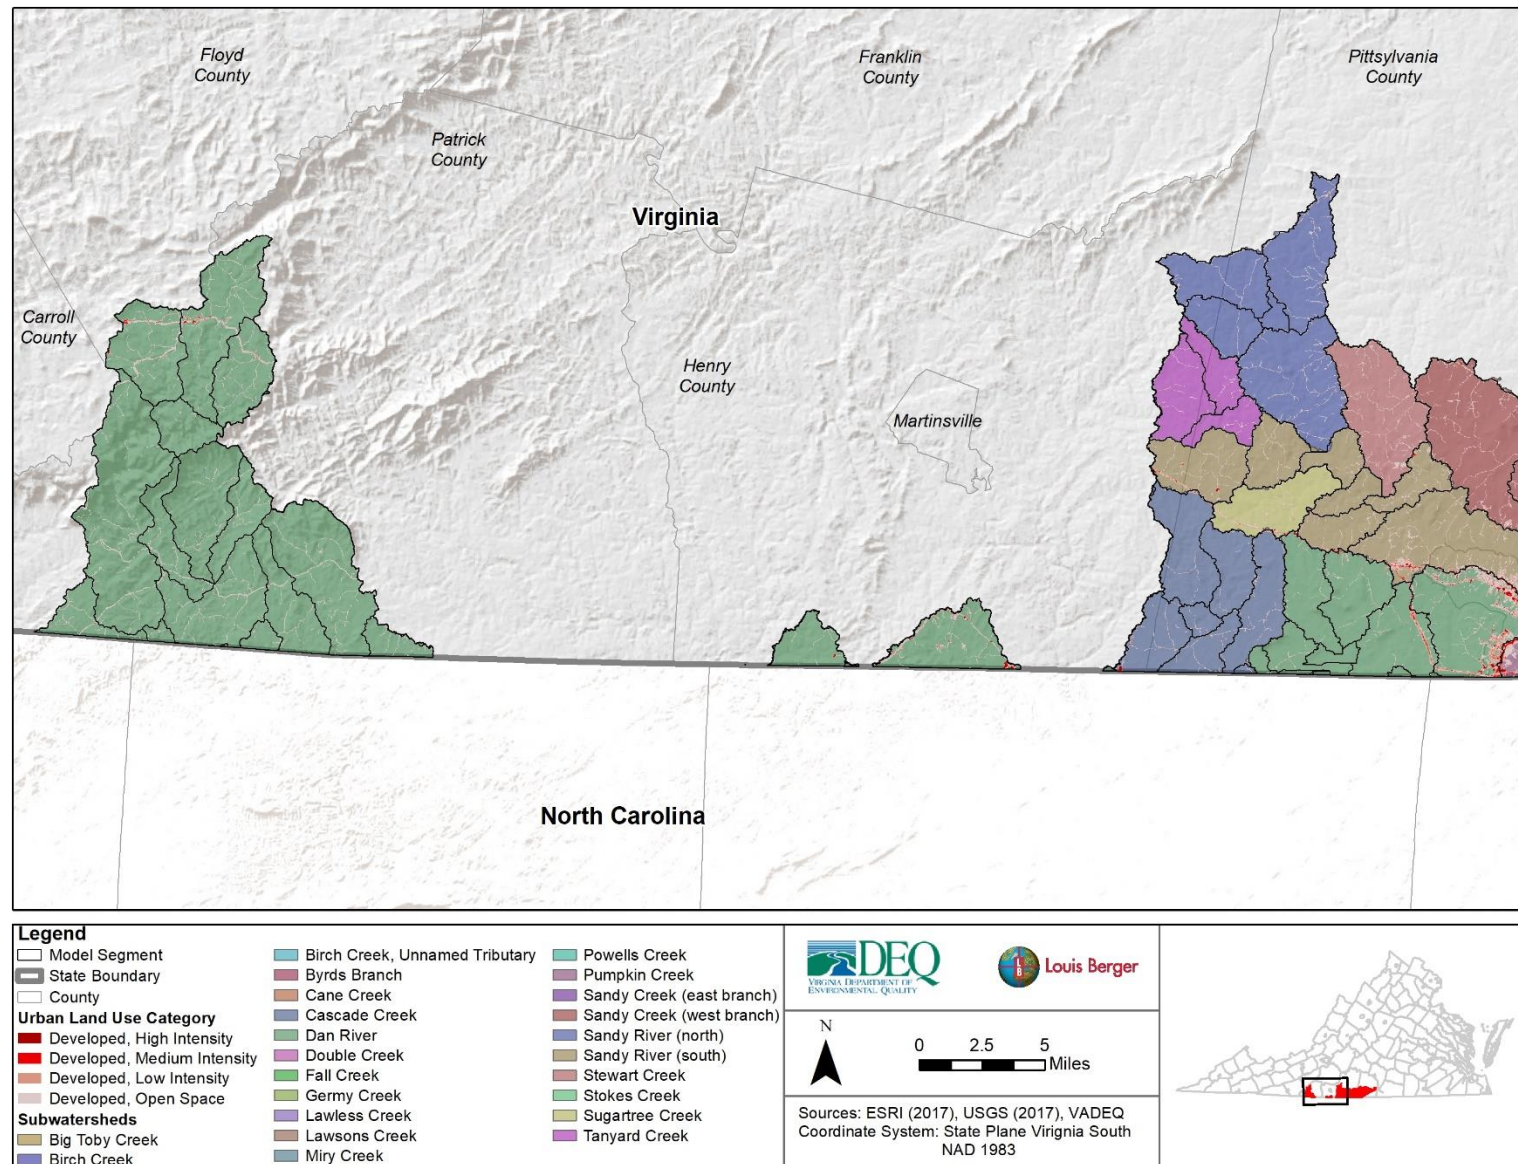 Floyd
County
Franklin
County
Pittsylvania
County
Patrick
County
Virginia
Carroll
County
Henry
County
Martinsville
North Carolina
Legend
Model Segment
State Boundary
County
Urban Land Use Category
Developed, High Intensity
Developed, Medium Intensity
Developed, Low Intensity
Developed, Open Space
Subwatersheds
Big Toby Creek
Birch Creek
Birch Creek, Unnamed Tributary
Byrds Branch
Cane Creek
Cascade Creek
Dan River
Double Creek
Fall Creek
Germy Creek
Lawless Creek
Lawsons Creek
Miry Creek
Powells Creek
Pumpkin Creek
Sandy Creek (east branch)
Sandy Creek (west branch)
Sandy River (north)
Sandy River (south)
Stewart Creek
Stokes Creek
Sugartree Creek
Tanyard Creek
DEQ
VIRGINIA DEPARTMENT OF
ENVIRONMENTAL QUALITY
LB
Louis Berger
N
0 2.5 5
Miles
Sources: ESRI (2017), USGS (2017), VADEQ
Coordinate System: State Plane Virignia South
NAD 1983